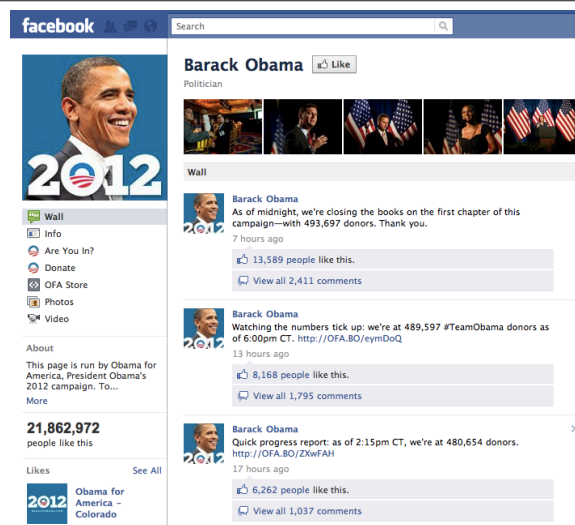 facebook
Search
2012
Wall
Info
Are You In?
Donate
OFA Store
Photos
Video
About
This page is run by Obama for
America, President Obama's
2012 campaign. To...
More
21,862,972
people like this
Likes See All
2012
Obama for
America -
Colorado
Barack Obama Like
Politician
Wall
Barack Obama
As of midnight, we're closing the books on the first chapter of this
campaign—with 493,697 donors. Thank you.
7 hours ago
13,589 people like this.
View all 2,411 comments
2012
Barack Obama
Watching the numbers tick up: we're at 489,597 #TeamObama donors as
of 6:00pm CT. http://OFA.BO/eymDoQ
13 hours ago
8,168 people like this.
View all 1,795 comments
2012
Barack Obama
Quick progress report: as of 2:15pm CT, we're at 480,654 donors.
http://OFA.BO/ZXwFAH
17 hours ago
6,262 people like this.
View all 1,037 comments
2012